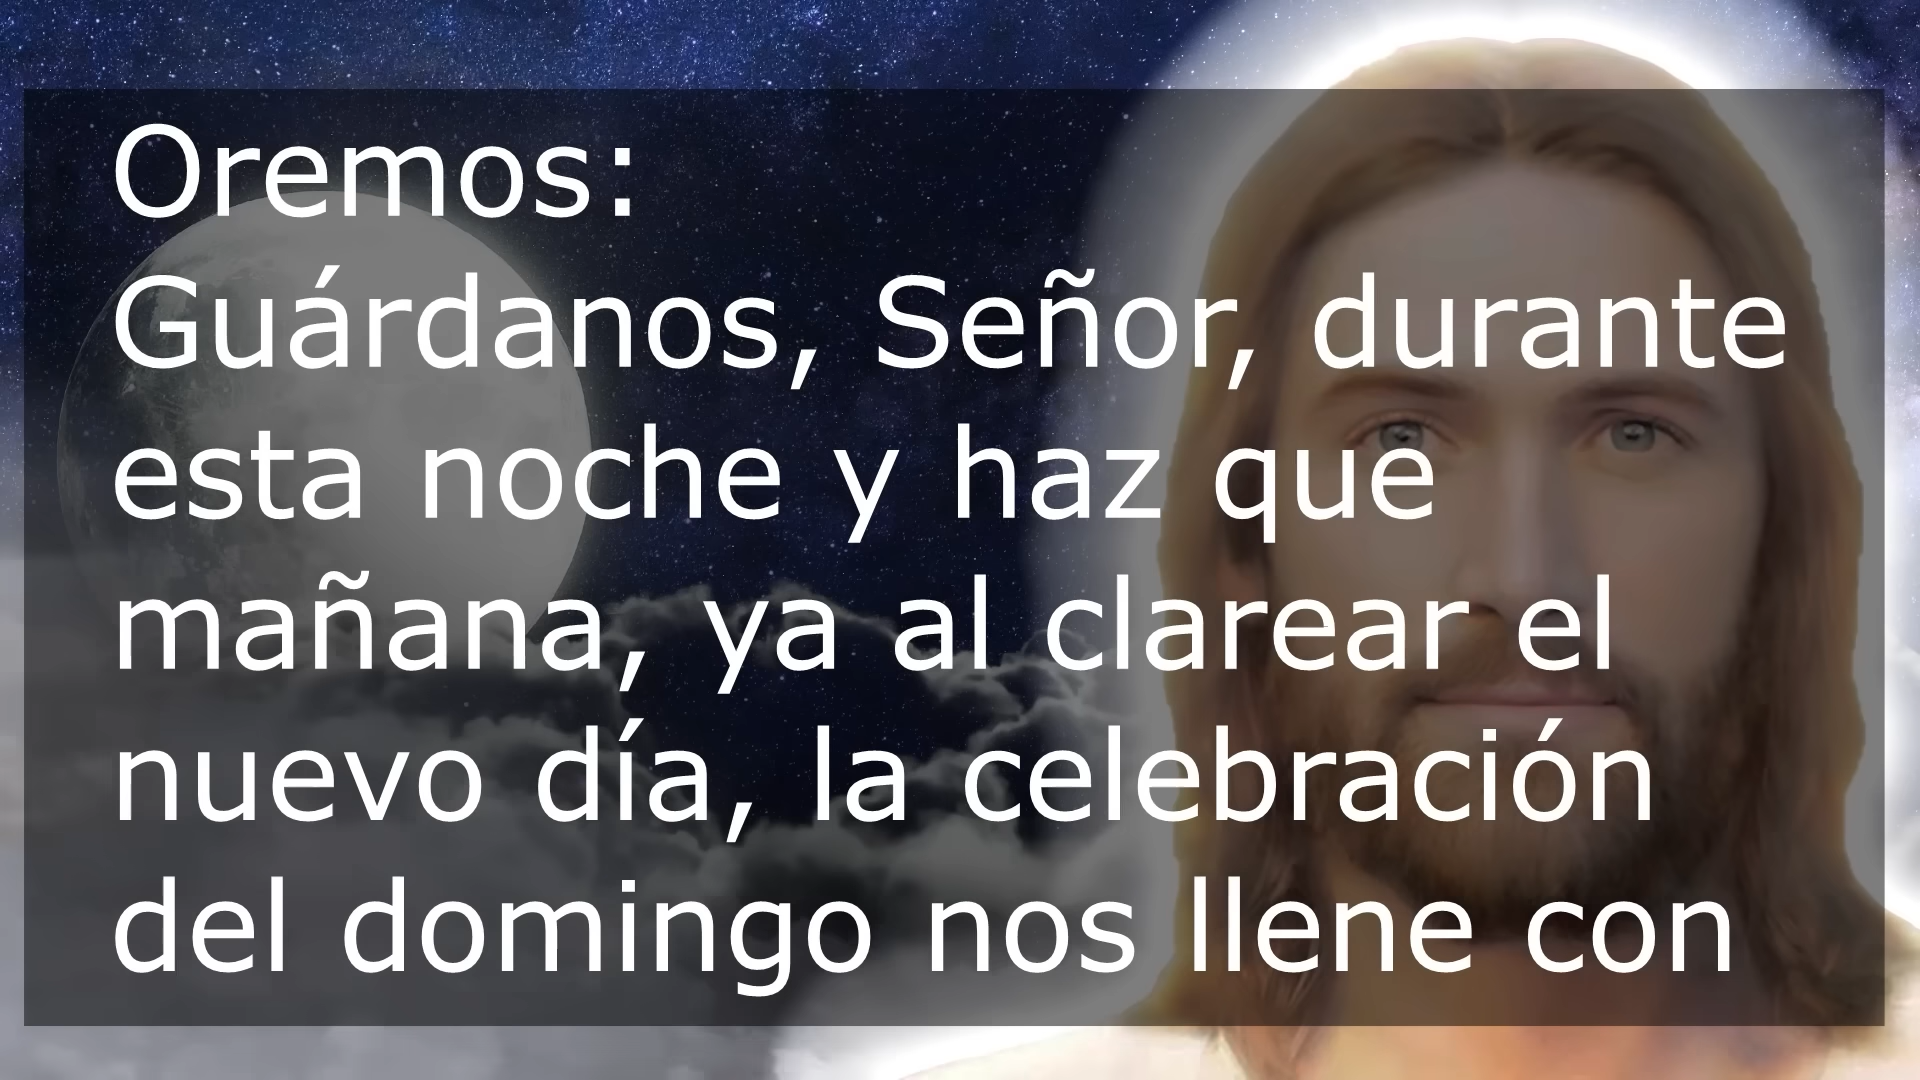 Oremos:
Guárdanos, Señor, durante
esta noche y haz que
mañana, ya al clarear el
nuevo día, la celebración
del domingo nos llene con